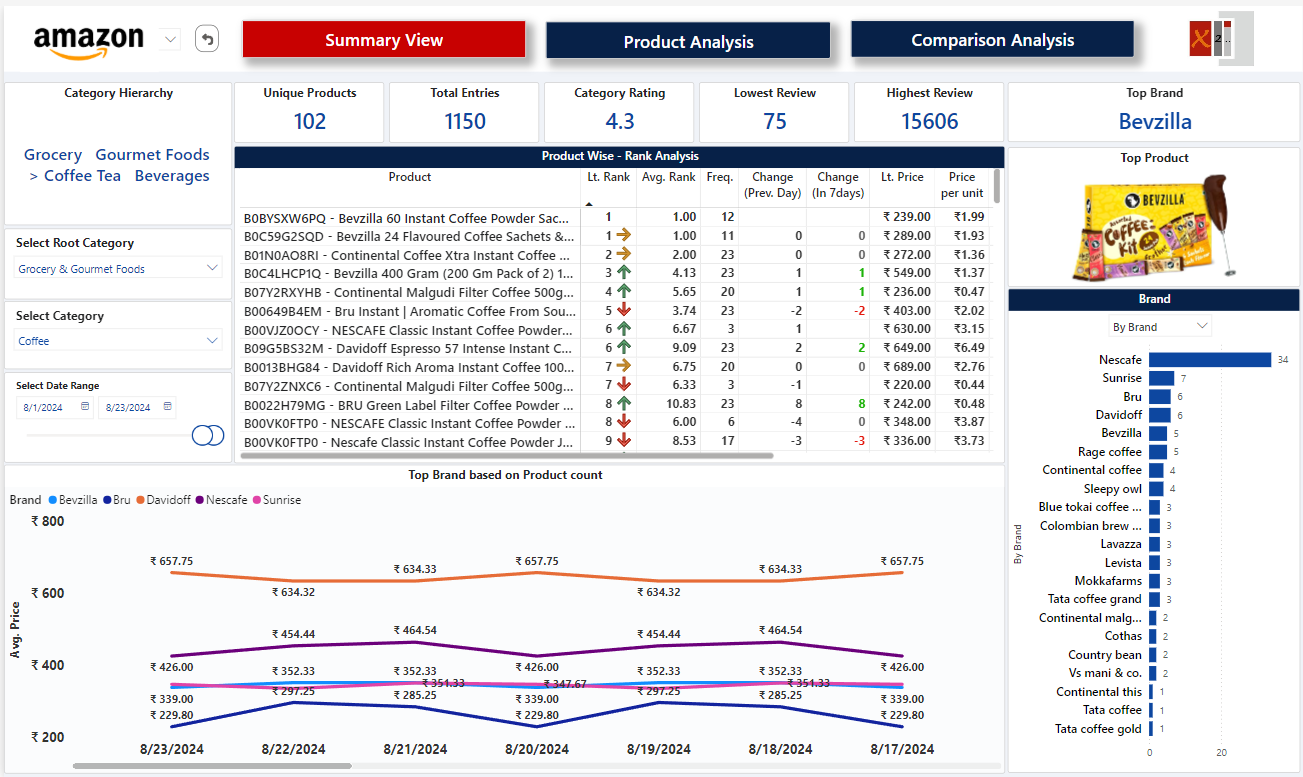 amazon
Summary View
Product Analysis
Comparison Analysis
Category Hierarchy
Grocery Gourmet Foods
> Coffee Tea Beverages
Select Root Category
Grocery & Gourmet Foods
Select Category
Coffee
Select Date Range
8/1/2024 8/23/2024
Unique Products
102
Total Entries
1150
Category Rating
4.3
Lowest Review
75
Highest Review
15606
Top Brand
Bevzilla
Product Wise - Rank Analysis
Product Lt. Rank Avg. Rank Freq. Change (Prev. Day) Change (In 7days) Lt. Price Price per unit
B0BYSXW6PQ - Bevzilla 60 Instant Coffee Powder Sac... 1 1.00 12 ₹ 239.00 ₹1.99
B0C59G2SQD - Bevzilla 24 Flavoured Coffee Sachets &... 1 1.00 11 0 0 ₹ 289.00 ₹1.93
B01N0AO8RI - Continental Coffee Xtra Instant Coffee ... 2 2.00 23 0 0 ₹ 272.00 ₹1.36
B0C4LHCP1Q - Bevzilla 400 Gram (200 Gm Pack of 2) 1... 3 4.13 23 1 1 ₹ 549.00 ₹1.37
B07Y2RXYHB - Continental Malgudi Filter Coffee 500g... 4 5.65 20 1 1 ₹ 236.00 ₹0.47
B00649B4EM - Bru Instant | Aromatic Coffee From Sou... 5 3.74 23 -2 -2 ₹ 403.00 ₹2.02
B00VJZ0OCY - NESCAFE Classic Instant Coffee Powder... 6 6.67 3 1 ₹ 630.00 ₹3.15
B09G5BS32M - Davidoff Espresso 57 Intense Instant C... 6 9.09 23 2 2 ₹ 649.00 ₹6.49
B0013BHG84 - Davidoff Rich Aroma Instant Coffee 100... 7 6.75 20 0 0 ₹ 689.00 ₹2.76
B07Y2ZNXC6 - Continental Malgudi Filter Coffee 500g... 7 6.33 3 -1 ₹ 220.00 ₹0.44
B0022H79MG - BRU Green Label Filter Coffee Powder ... 8 10.83 23 8 8 ₹ 242.00 ₹0.48
B00VK0FTP0 - NESCAFE Classic Instant Coffee Powder ... 8 6.00 6 -4 0 ₹ 348.00 ₹3.87
B00VK0FTP0 - Nescafe Classic Instant Coffee Powder J... 9 8.53 17 -3 -3 ₹ 336.00 ₹3.73
Top Product
BEVZILLA
Coffee
Kit
Brand
By Brand
By Brand
Nescafe 34
Sunrise 7
Bru 6
Davidoff 6
Bevzilla 5
Rage coffee 5
Continental coffee 4
Sleepy owl 4
Blue tokai coffee ... 3
Colombian brew ... 3
Lavazza 3
Levista 3
Mokkafarms 3
Tata coffee grand 3
Continental malg... 2
Cothas 2
Country bean 2
Vs mani & co. 2
Continental this 1
Tata coffee 1
Tata coffee gold 1
0 20
Top Brand based on Product count
Brand Bevzilla Bru Davidoff Nescafe Sunrise
Avg. Price
₹ 800
₹ 600
₹ 400
₹ 200
₹ 657.75 ₹ 634.32 ₹ 634.33 ₹ 657.75 ₹ 634.32 ₹ 634.33 ₹ 657.75
₹ 426.00 ₹ 454.44 ₹ 464.54 ₹ 426.00 ₹ 454.44 ₹ 464.54 ₹ 426.00
₹ 339.00 ₹ 352.33 ₹ 352.33 ₹ 339.00 ₹ 352.33 ₹ 352.33 ₹ 339.00
₹ 351.33 ₹ 347.67 ₹ 351.33
₹ 229.80 ₹ 297.25 ₹ 285.25 ₹ 229.80 ₹ 297.25 ₹ 285.25 ₹ 229.80
8/23/2024 8/22/2024 8/21/2024 8/20/2024 8/19/2024 8/18/2024 8/17/2024